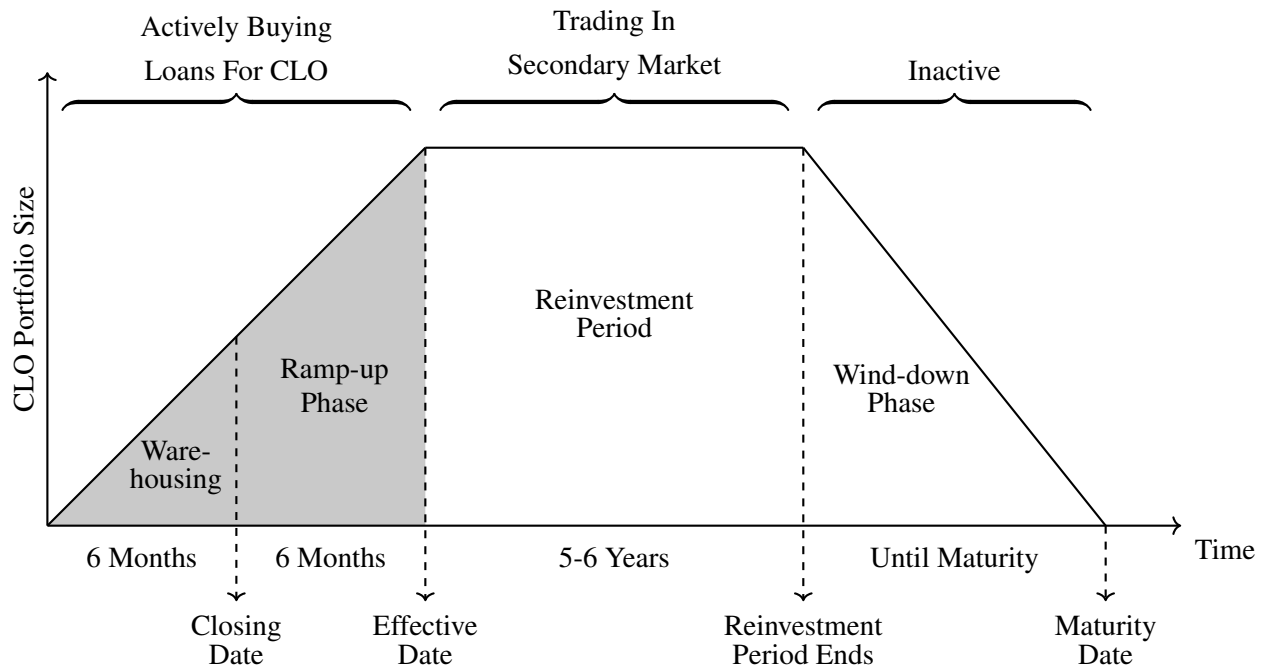 Actively Buying
Loans For CLO
Trading In
Secondary Market
Inactive
CLO Portfolio Size
Reinvestment
Period
Ramp-up
Phase
Wind-down
Phase
Ware-
housing
6 Months
6 Months
5-6 Years
Until Maturity
Time
Closing
Date
Effective
Date
Reinvestment
Period Ends
Maturity
Date